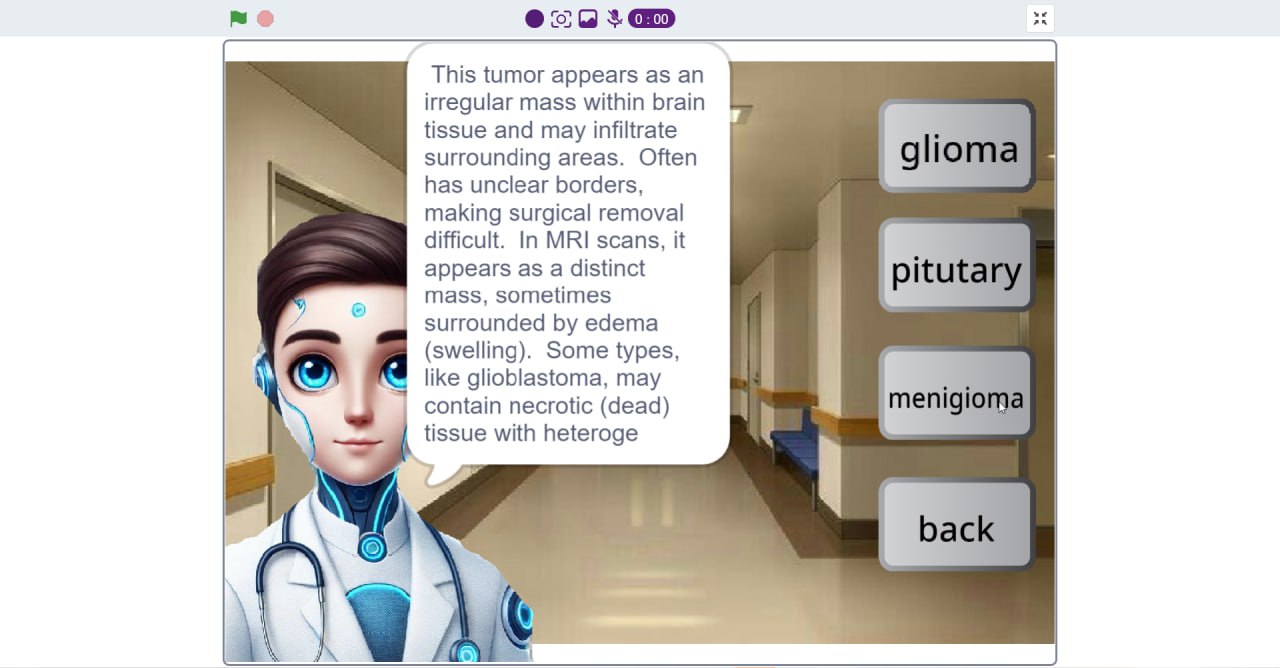 0 : 00
This tumor appears as an
irregular mass within brain
tissue and may infiltrate
surrounding areas.  Often
has unclear borders,
making surgical removal
difficult.  In MRI scans, it
appears as a distinct
mass, sometimes
surrounded by edema
(swelling).  Some types,
like glioblastoma, may
contain necrotic (dead)
tissue with heteroge
glioma
pitutary
menigioma
back